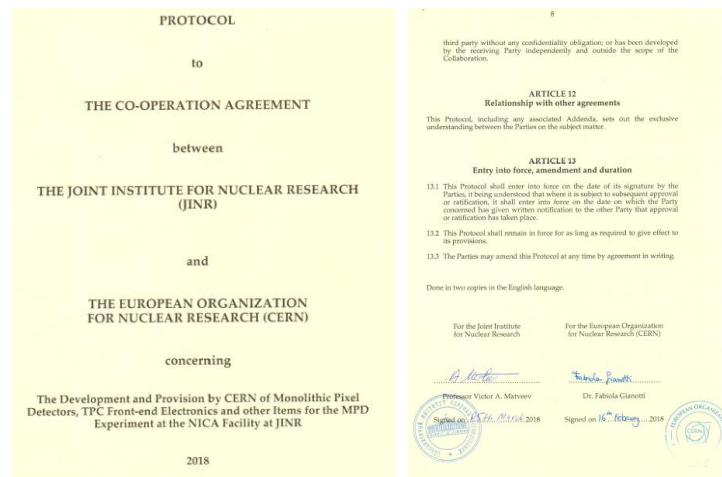 PROTOCOL
to
THE CO-OPERATION AGREEMENT
between
THE JOINT INSTITUTE FOR NUCLEAR RESEARCH
(JINR)
and
THE EUROPEAN ORGANIZATION
FOR NUCLEAR RESEARCH (CERN)
concerning
The Development and Provision by CERN of Monolithic Pixel
Detectors, TPC Front-end Electronics and other Items for the MPD
Experiment at the NICA Facility at JINR
2018
8
third party without any confidentiality obligation; or has been developed
by the receiving Party independently and outside the scope of the
Collaboration.
ARTICLE 12
Relationship with other agreements
This Protocol, including any associated Addenda, sets out the exclusive
understanding between the Parties on the subject matter.
ARTICLE 13
Entry into force, amendment and duration
13.1 This Protocol shall enter into force on the date of its signature by the
Parties, it being understood that where it is subject to subsequent approval
or ratification, it shall enter into force on the date on which the Party
concerned has given written notification to the other Party that approval
or ratification has taken place.
13.2 This Protocol shall remain in force for as long as required to give effect to
its provisions.
13.3 The Parties may amend this Protocol at any time by agreement in writing.
Done in two copies in the English language.
For the Joint Institute
for Nuclear Research
Professor Victor A. Matveev
Signed on March 2018
For the European Organization
for Nuclear Research (CERN)
Fabiola Gianotti
Dr. Fabiola Gianotti
Signed on 16th 2018
EUROPEAN ORGANIZ
CERN